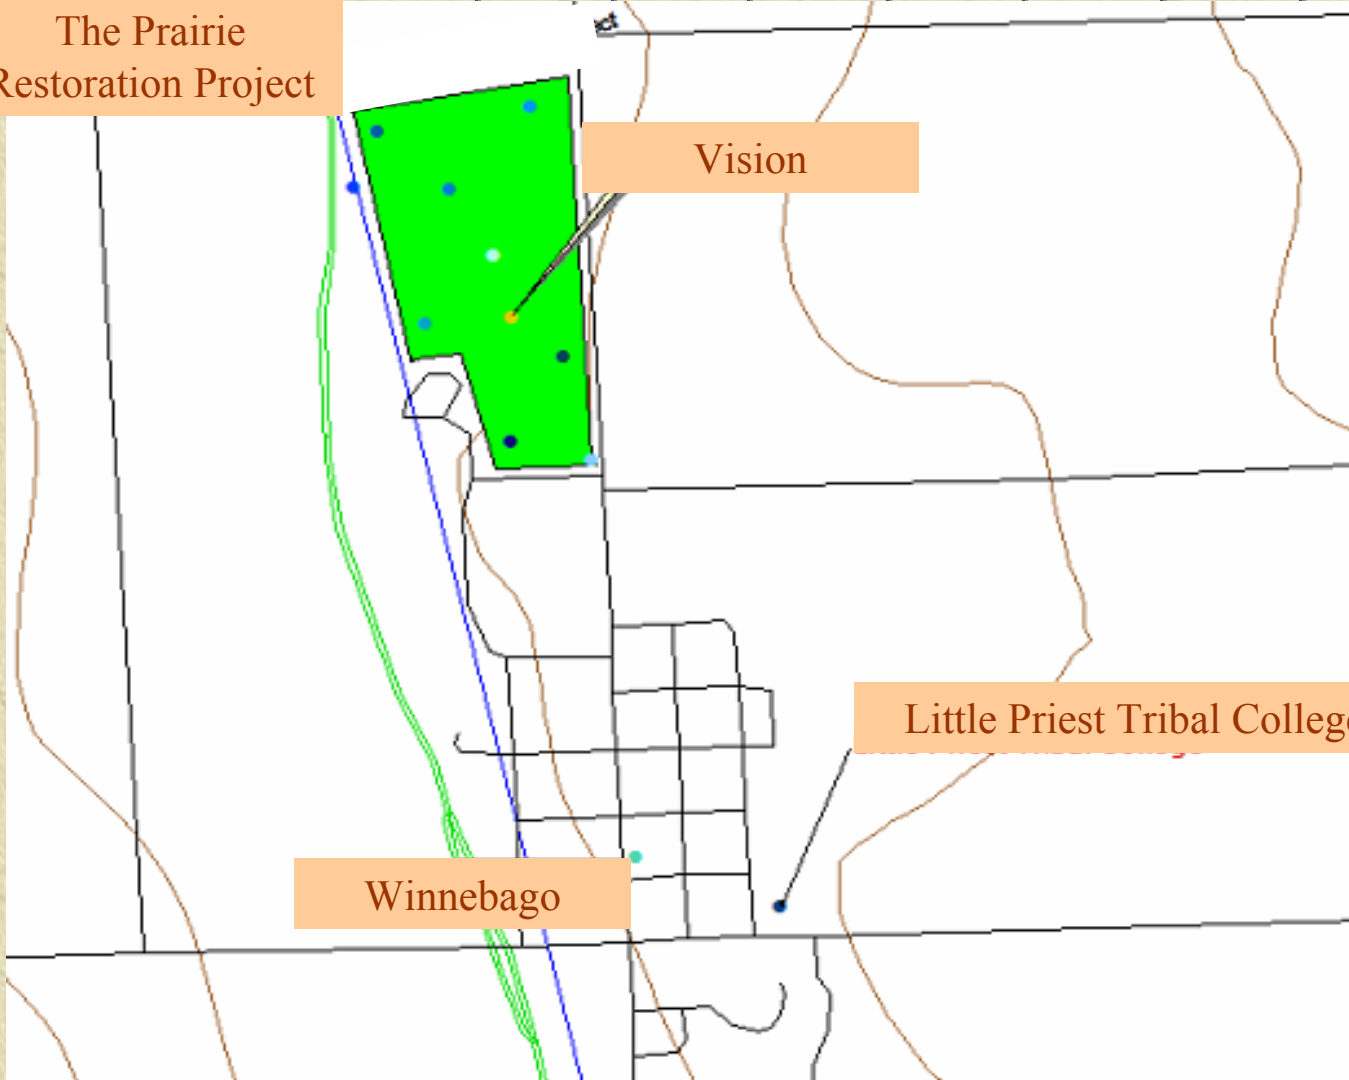 The Prairie
Restoration Project
Vision
Little Priest Tribal College
Winnebago